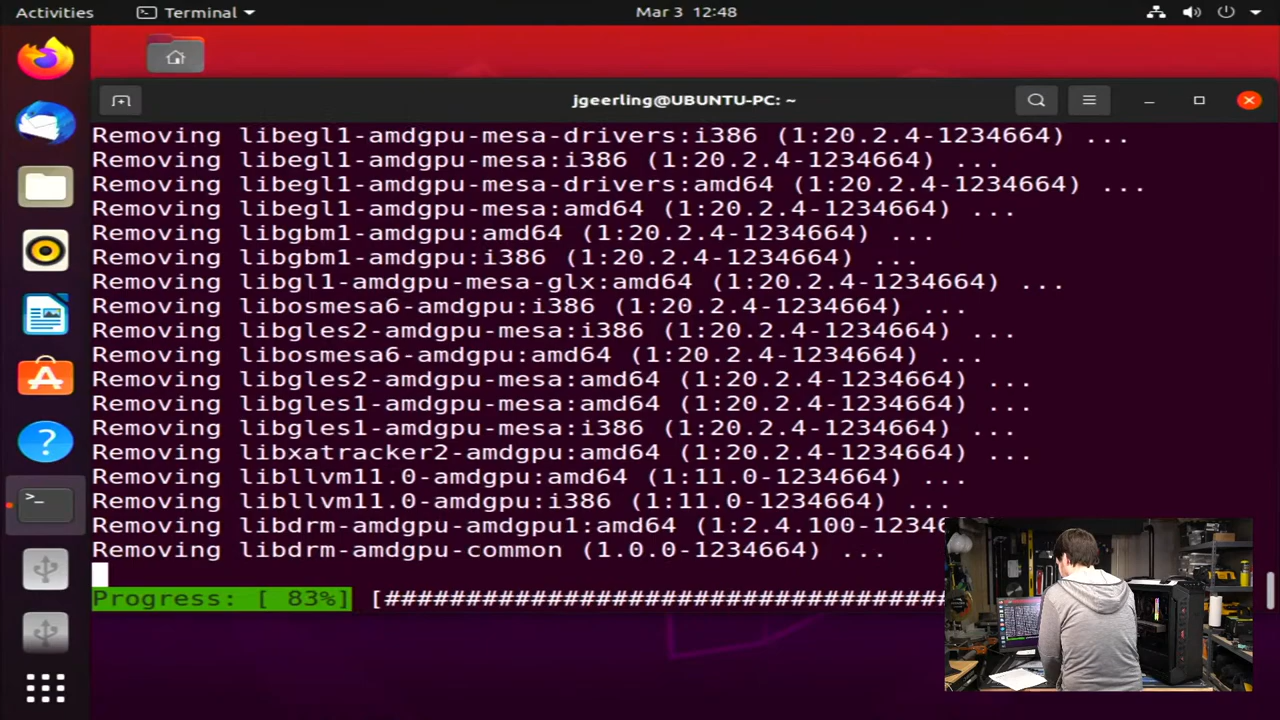 Activities Terminal Mar 3 12:48
jgeerling@UBUNTU-PC: ~
Removing libegl1-amdgpu-mesa-drivers:i386 (1:20.2.4-1234664) ...
Removing libegl1-amdgpu-mesa:i386 (1:20.2.4-1234664) ...
Removing libegl1-amdgpu-mesa-drivers:amd64 (1:20.2.4-1234664) ...
Removing libegl1-amdgpu-mesa:amd64 (1:20.2.4-1234664) ...
Removing libgbm1-amdgpu:amd64 (1:20.2.4-1234664) ...
Removing libgbm1-amdgpu:i386 (1:20.2.4-1234664) ...
Removing libgl1-amdgpu-mesa-glx:amd64 (1:20.2.4-1234664) ...
Removing libosmesa6-amdgpu:i386 (1:20.2.4-1234664) ...
Removing libgles2-amdgpu-mesa:i386 (1:20.2.4-1234664) ...
Removing libosmesa6-amdgpu:amd64 (1:20.2.4-1234664) ...
Removing libgles2-amdgpu-mesa:amd64 (1:20.2.4-1234664) ...
Removing libgles1-amdgpu-mesa:amd64 (1:20.2.4-1234664) ...
Removing libgles1-amdgpu-mesa:i386 (1:20.2.4-1234664) ...
Removing libxatracker2-amdgpu:amd64 (1:20.2.4-1234664) ...
Removing libllvm11.0-amdgpu:amd64 (1:11.0-1234664) ...
Removing libllvm11.0-amdgpu:i386 (1:11.0-1234664) ...
Removing libdrm-amdgpu-amdgpu1:amd64 (1:2.4.100-12346
Removing libdrm-amdgpu-common (1.0.0-1234664) ...
Progress: [ 83%] [###################################